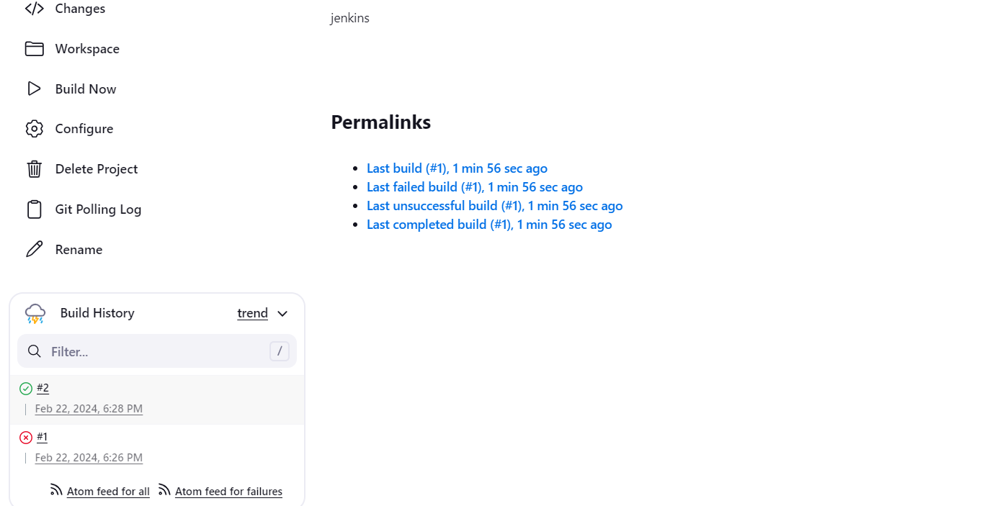 Changes
Workspace
Build Now
Configure
Delete Project
Git Polling Log
Rename
Build History trend
Filter... /
#2
Feb 22, 2024, 6:28 PM
#1
Feb 22, 2024, 6:26 PM
Atom feed for all Atom feed for failures
jenkins
Permalinks
Last build (#1), 1 min 56 sec ago
Last failed build (#1), 1 min 56 sec ago
Last unsuccessful build (#1), 1 min 56 sec ago
Last completed build (#1), 1 min 56 sec ago